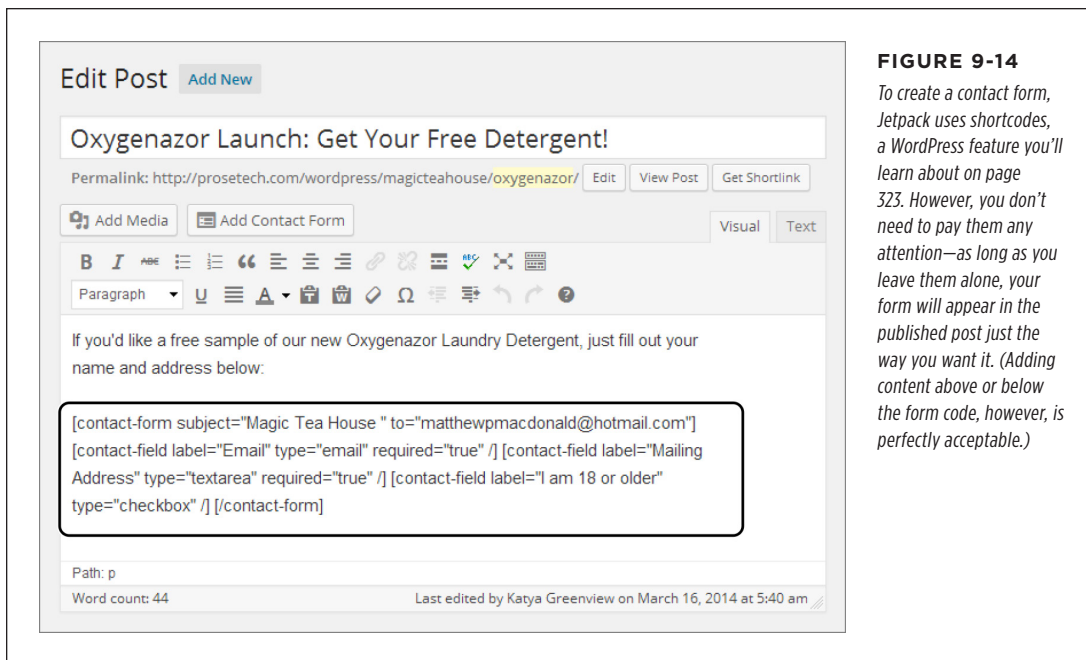 Edit Post Add New
Oxygenazor Launch: Get Your Free Detergent!
Permalink: http://prosetech.com/wordpress/magicteahouse/oxygenazor/ Edit View Post Get Shortlink
Add Media Add Contact Form Visual Text
B I ABC ABC
Paragraph U A T W Ω ?
If you'd like a free sample of our new Oxygenazor Laundry Detergent, just fill out your
name and address below:
[contact-form subject="Magic Tea House " to="matthewpmacdonald@hotmail.com"]
[contact-field label="Email" type="email" required="true" /] [contact-field label="Mailing
Address" type="textarea" required="true" /] [contact-field label="I am 18 or older"
type="checkbox" /] [/contact-form]
Path: p
Word count: 44 Last edited by Katya Greenview on March 16, 2014 at 5:40 am
FIGURE 9-14
To create a contact form,
Jetpack uses shortcodes,
a WordPress feature you'll
learn about on page
323. However, you don't
need to pay them any
attention—as long as you
leave them alone, your
form will appear in the
published post just the
way you want it. (Adding
content above or below
the form code, however, is
perfectly acceptable.)